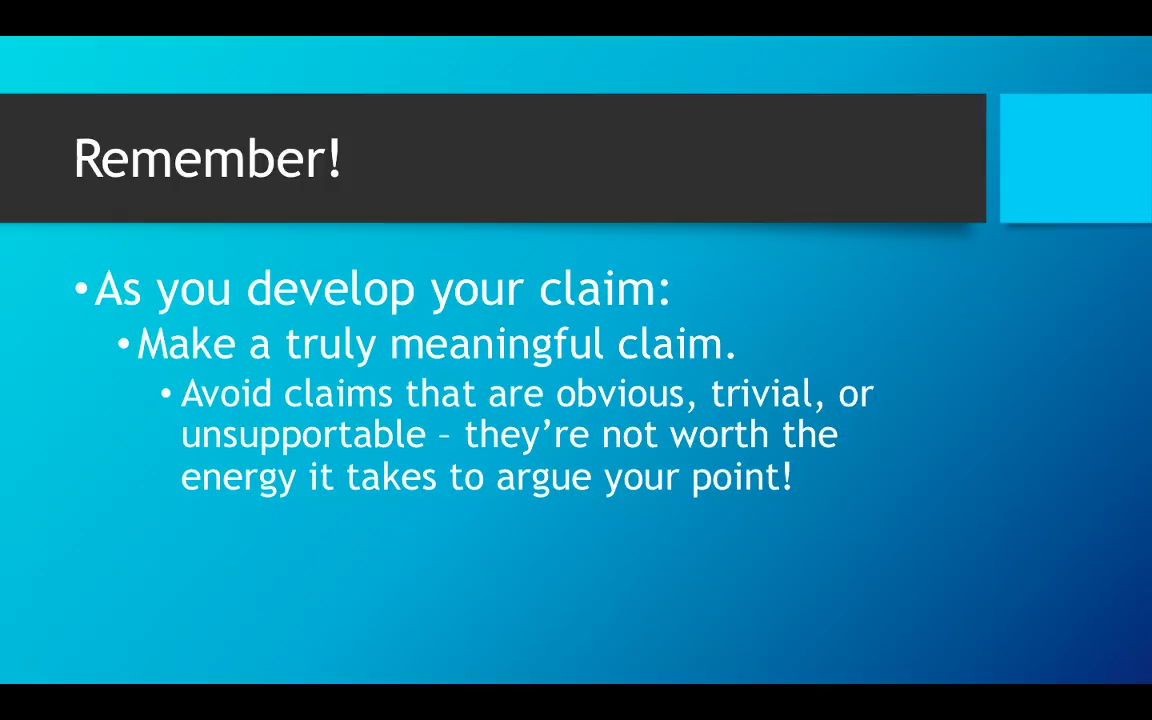 Remember!
•As you develop your claim:
•Make a truly meaningful claim.
•Avoid claims that are obvious, trivial, or
unsupportable – they’re not worth the
energy it takes to argue your point!